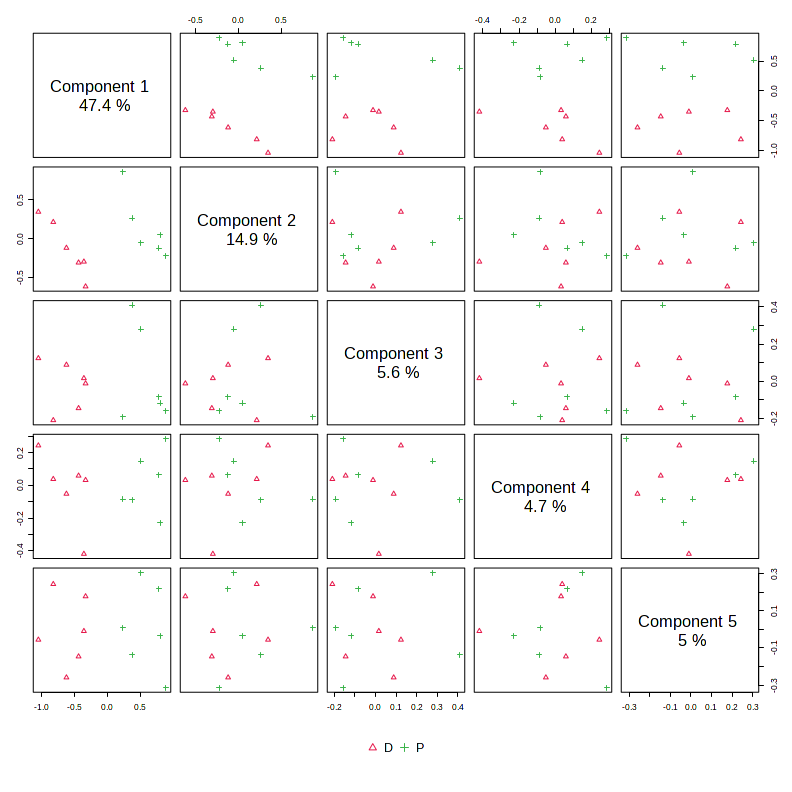 -0.5 0.0 0.5
-0.4 -0.2 0.0 0.2
Component 1
47.4 %
-1.0 -0.5 0.0 0.5
Component 2
14.9 %
-0.5 0.0 0.5
Component 3
5.6 %
-0.2 0.0 0.2 0.4
Component 4
4.7 %
-0.4 -0.2 0.0 0.2
Component 5
5 %
-0.3 -0.1 0.1 0.3
-1.0 -0.5 0.0 0.5
-0.2 0.0 0.1 0.2 0.3 0.4
-0.3 -0.1 0.0 0.1 0.2 0.3
D P